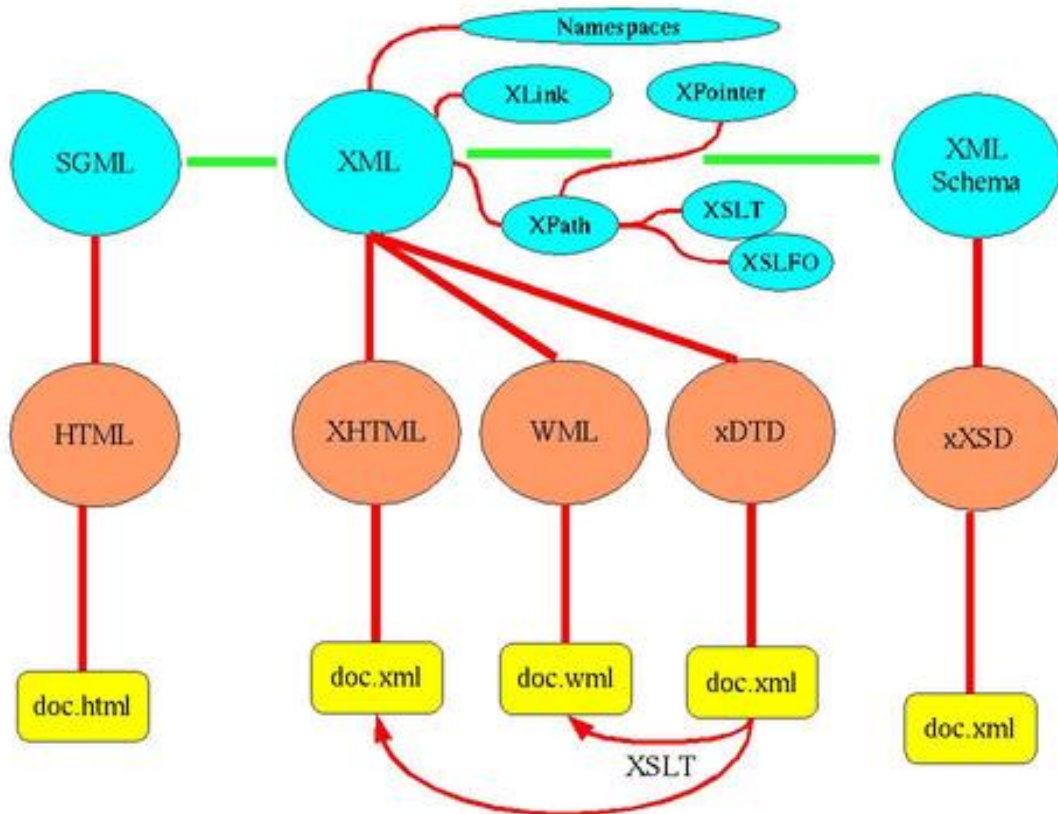 Namespaces
XLink
XPointer
SGML
XML
XML
Schema
XPath
XSLT
XSLFO
HTML
XHTML
WML
xDTD
xXSD
doc.html
doc.xml
doc.wml
doc.xml
doc.xml
XSLT